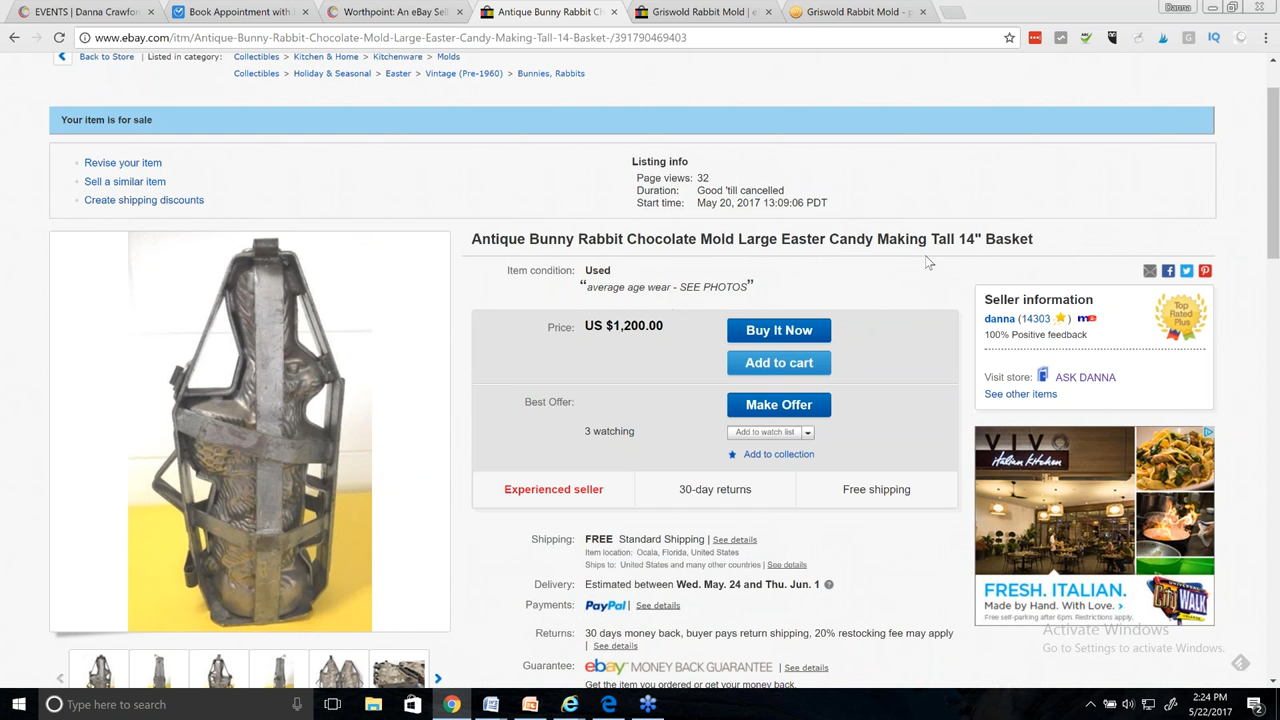 EVENTS | Danna Crawfor
Book Appointment with
Worthpoint: An eBay Sell
Antique Bunny Rabbit Ch
Griswold Rabbit Mold | e
Griswold Rabbit Mold - p
Danna
www.ebay.com/itm/Antique-Bunny-Rabbit-Chocolate-Mold-Large-Easter-Candy-Making-Tall-14-Basket-/391790469403
Back to Store | Listed in category: Collectibles > Kitchen & Home > Kitchenware > Molds
Collectibles > Holiday & Seasonal > Easter > Vintage (Pre-1960) > Bunnies, Rabbits
Your item is for sale
Revise your item
Sell a similar item
Create shipping discounts
Listing info
Page views: 32
Duration: Good 'till cancelled
Start time: May 20, 2017 13:09:06 PDT
Antique Bunny Rabbit Chocolate Mold Large Easter Candy Making Tall 14" Basket
Item condition: Used
“average age wear - SEE PHOTOS”
Price: US $1,200.00
Buy It Now
Add to cart
Best Offer:
Make Offer
3 watching
Add to watch list
Add to collection
Experienced seller
30-day returns
Free shipping
Shipping: FREE Standard Shipping | See details
Item location: Ocala, Florida, United States
Ships to: United States and many other countries | See details
Delivery: Estimated between Wed. May. 24 and Thu. Jun. 1
Payments: PayPal | See details
Returns: 30 days money back, buyer pays return shipping, 20% restocking fee may apply
| See details
Guarantee: ebay MONEY BACK GUARANTEE | See details
Get the item you ordered or get your money back.
Seller information
danna (14303 ) me
100% Positive feedback
Top Rated Plus
Visit store: ASK DANNA
See other items
VIVO
Italian Kitchen
FRESH. ITALIAN.
Made by Hand. With Love. >
Free self-parking after 6pm. Restrictions apply.
UNIVERSAL
CityWALK
Activate Windows
Go to Settings to activate Windows.
Type here to search
2:24 PM
5/22/2017
2